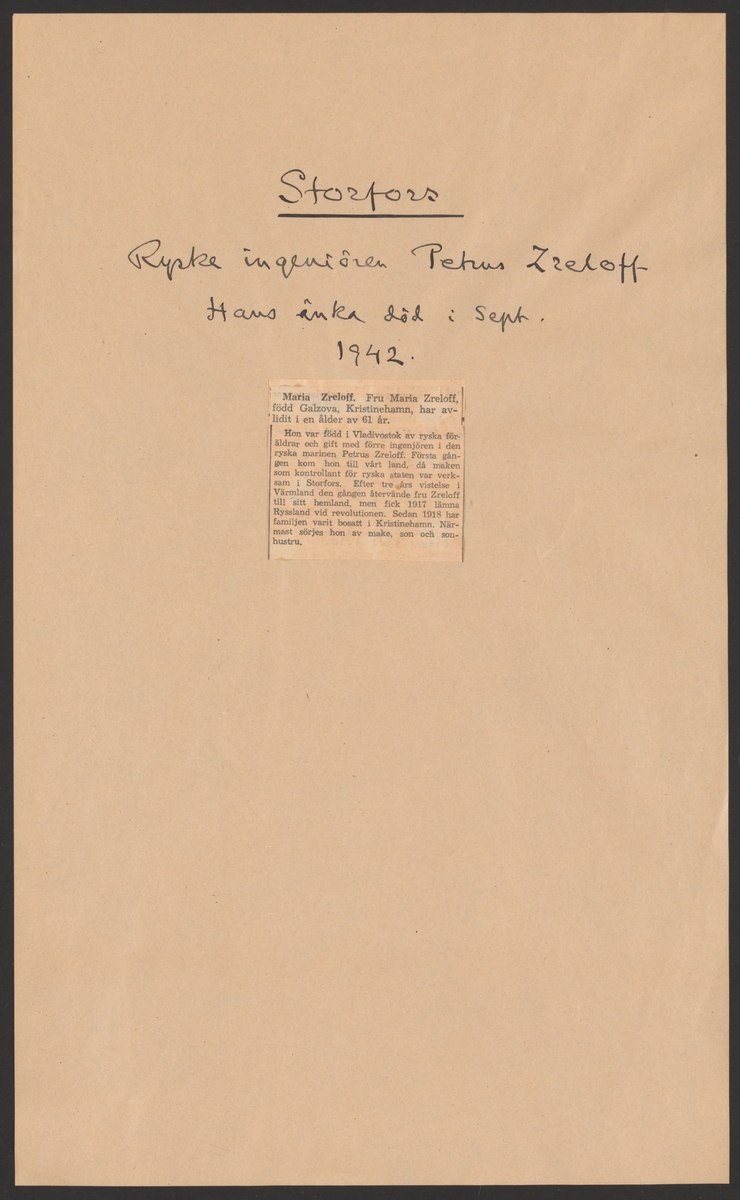 Storfors
Ryske ingeniören Petrus Zreloff
Hans änka död i Sept.
1942.
Maria Zreloff. Fru Maria Zreloff,
född Galzova, Kristinehamn, har av-
lidit i en ålder av 61 år.
Hon var född i Vladivostok av ryska för-
äldrar och gift med förre ingenjören i den
ryska marinen Petrus Zreloff. Första gån-
gen kom hon till vårt land, då maken
som kontrollant för ryska staten var verk-
sam i Storfors. Efter tre års vistelse i
Värmland den gången återvände fru Zreloff
till sitt hemland, men fick 1917 lämna
Ryssland vid revolutionen. Sedan 1918 har
familjen varit bosatt i Kristinehamn. När-
mast sörjes hon av make, son och son-
hustru.